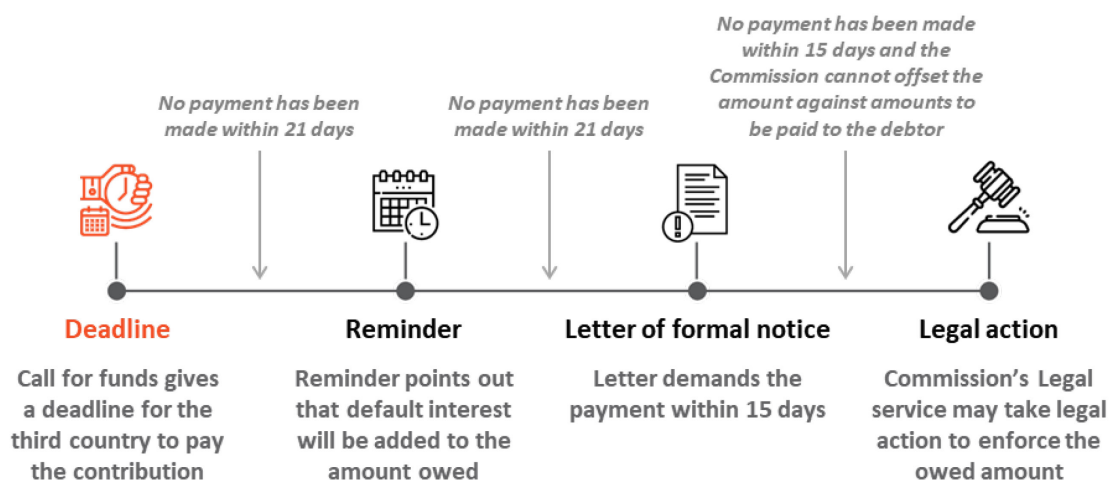 No payment has been
made within 21 days
No payment has been
made within 21 days
No payment has been made
within 15 days and the
Commission cannot offset the
amount against amounts to
be paid to the debtor
Deadline
Call for funds gives
a deadline for the
third country to pay
the contribution
Reminder
Reminder points out
that default interest
will be added to the
amount owed
Letter of formal notice
Letter demands the
payment within 15 days
Legal action
Commission's Legal
service may take legal
action to enforce the
owed amount